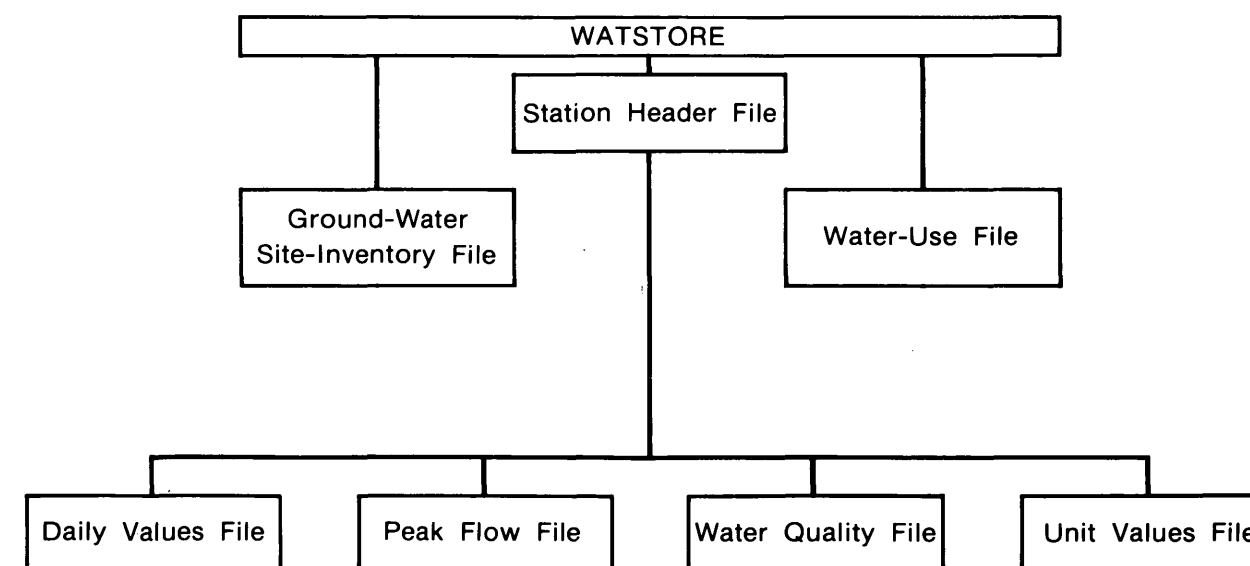 WATSTORE
Station Header File
Ground-Water
Site-Inventory File
Water-Use File
Daily Values File
Peak Flow File
Water Quality File
Unit Values File